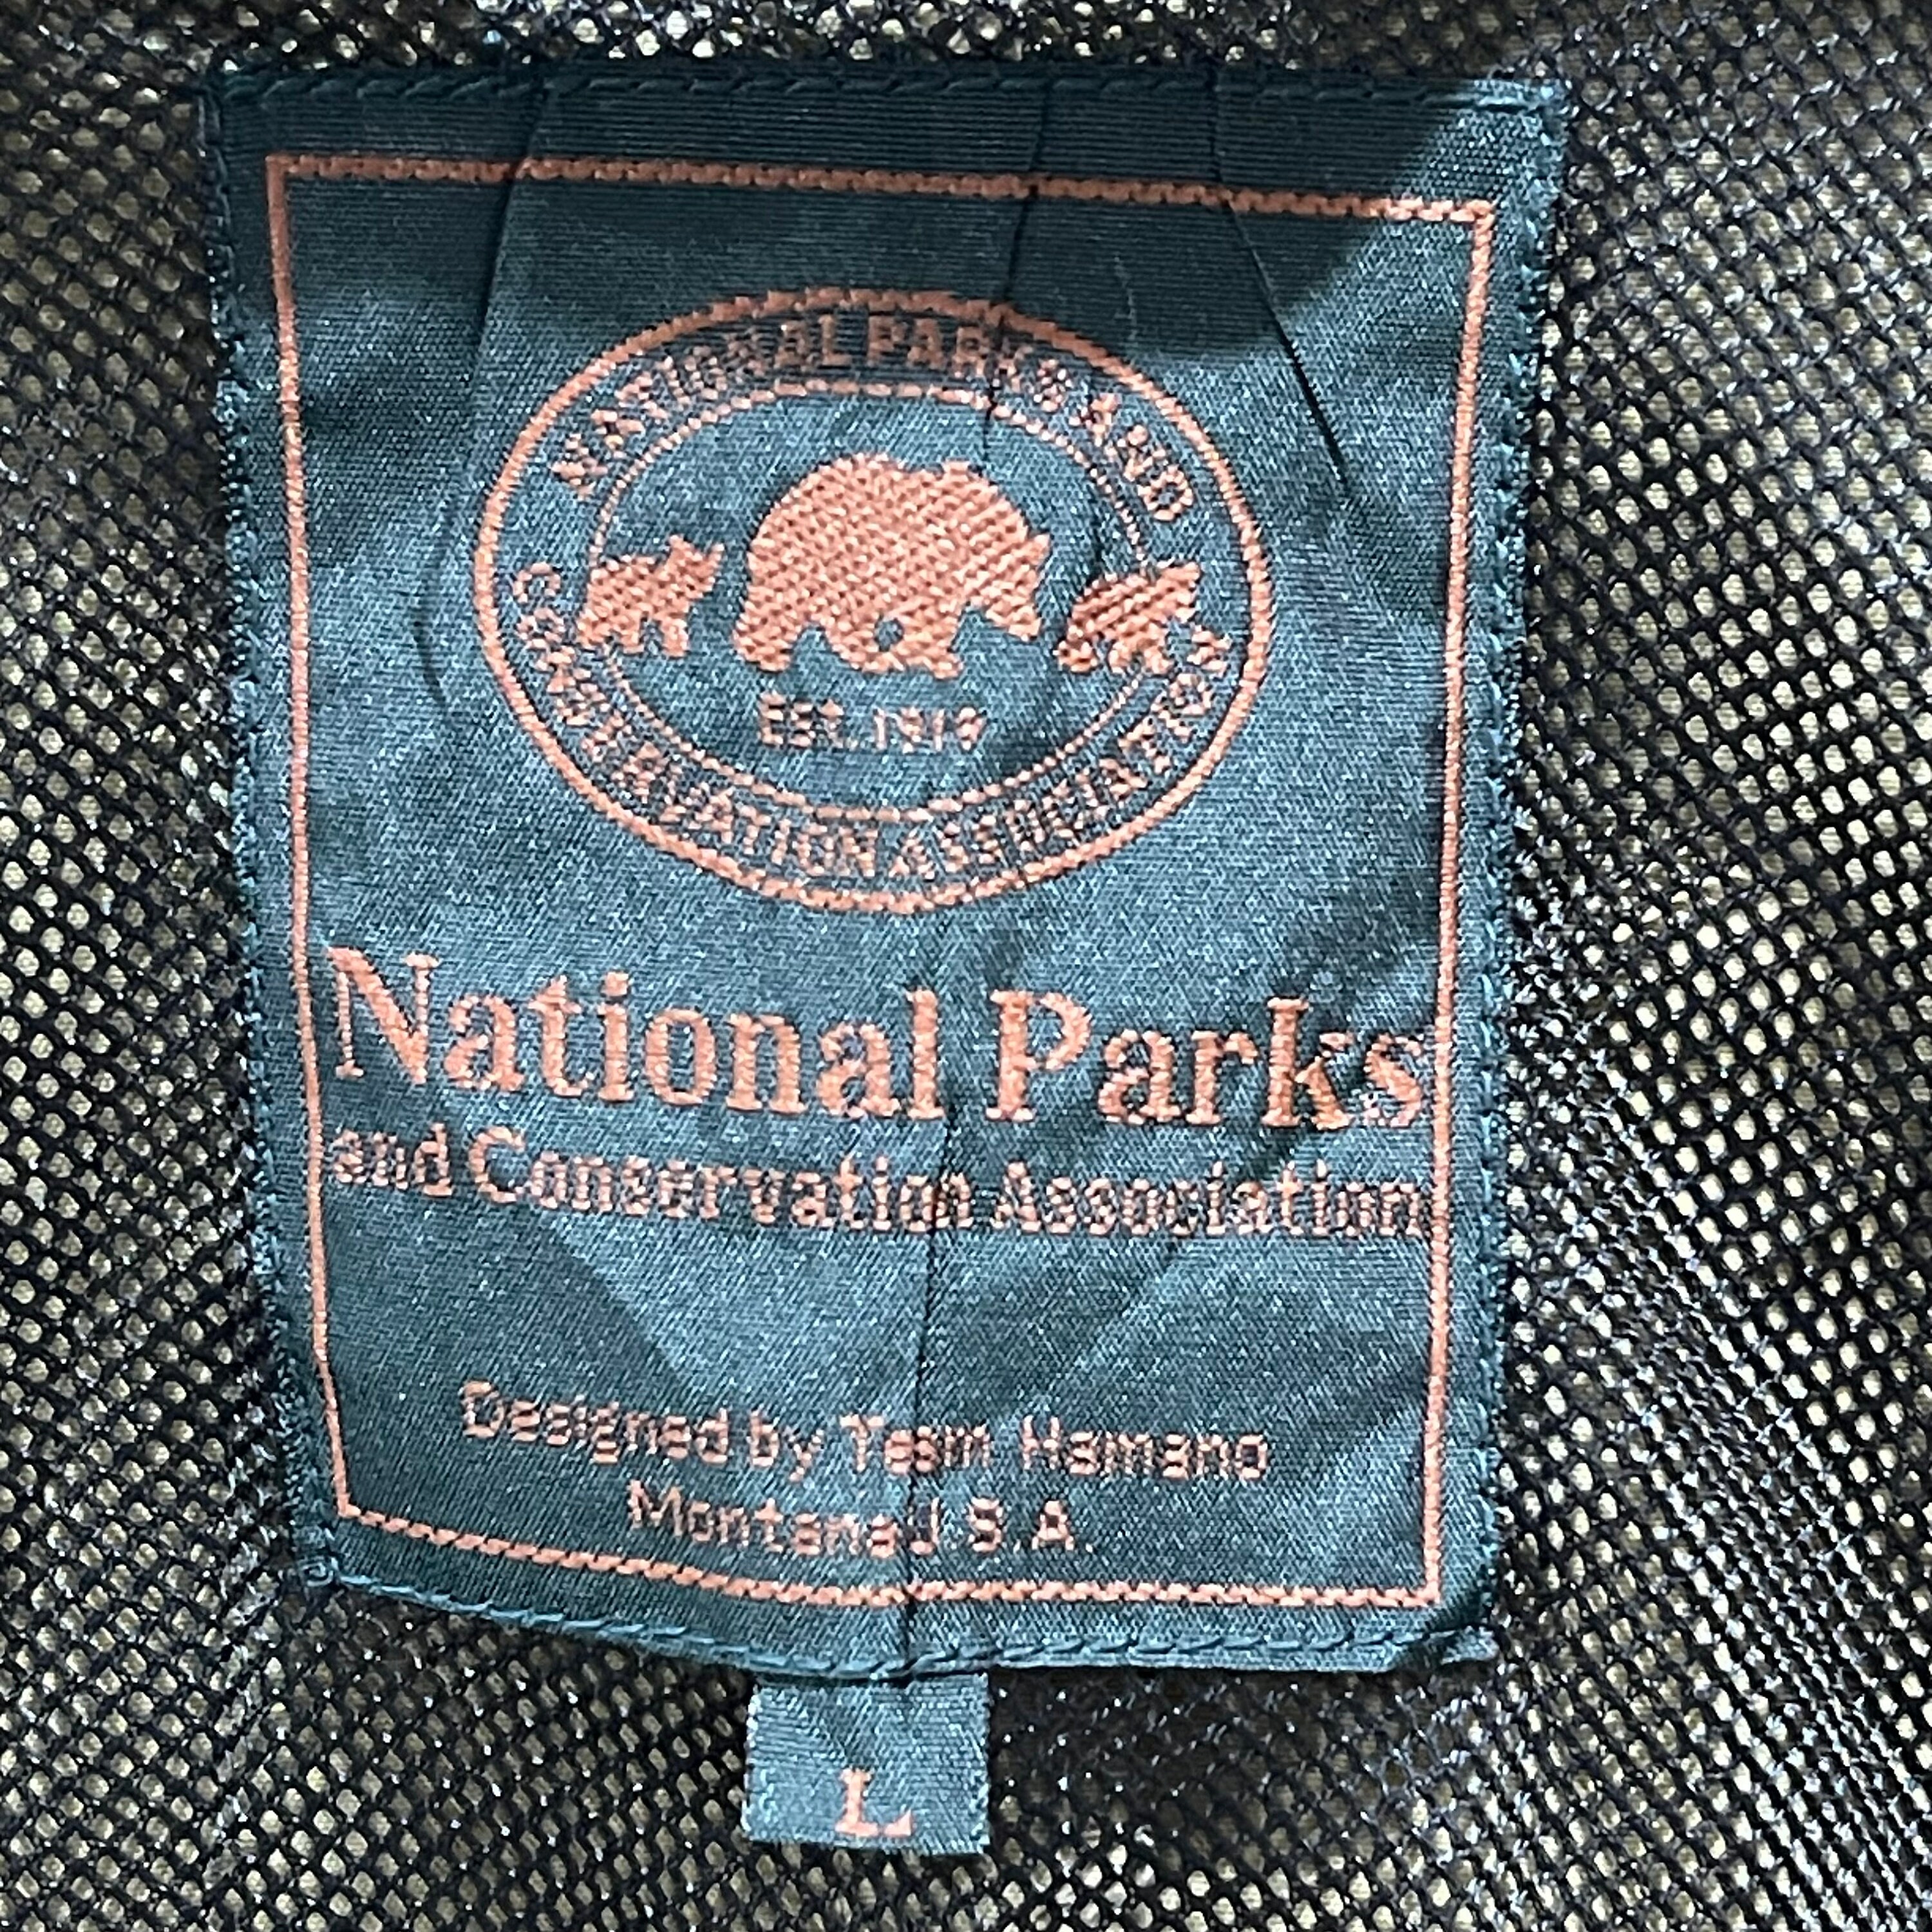 NATIONAL PARKS AND
EST. 1919
CONSERVATION ASSOCIATION
National Parks
and Conservation Association
Designed by Team Hamano
Montana U.S.A.
L